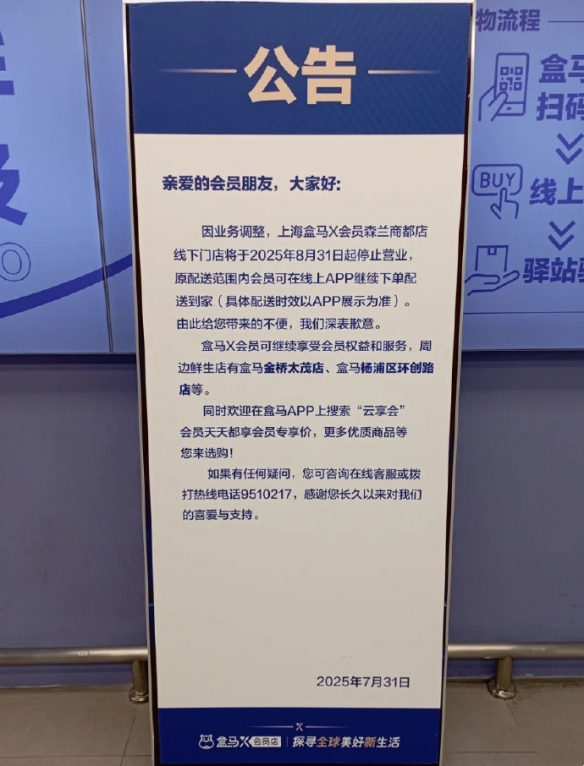 公告
亲爱的会员朋友，大家好:
因业务调整，上海盒马X会员森兰商都店
线下门店将于2025年8月31日起停止营业，
原配送范围内会员可在线上APP继续下单配
送到家（具体配送时效以APP展示为准）。
由此给您带来的不便，我们深表歉意。
盒马X会员可继续享受会员权益和服务，周
边鲜生店有盒马金桥太茂店、盒马杨浦区环创路
店等。
同时欢迎在盒马APP上搜索“云享会”
会员天天都享会员专享价，更多优质商品等
您来选购！
如果有任何疑问，您可咨询在线客服或拨
打热线电话9510217，感谢您长久以来对我们
的喜爱与支持。
2025年7月31日
X
盒马X会员店 探寻全球美好新生活
物流程
盒马
扫码
BUY
线上
驿站